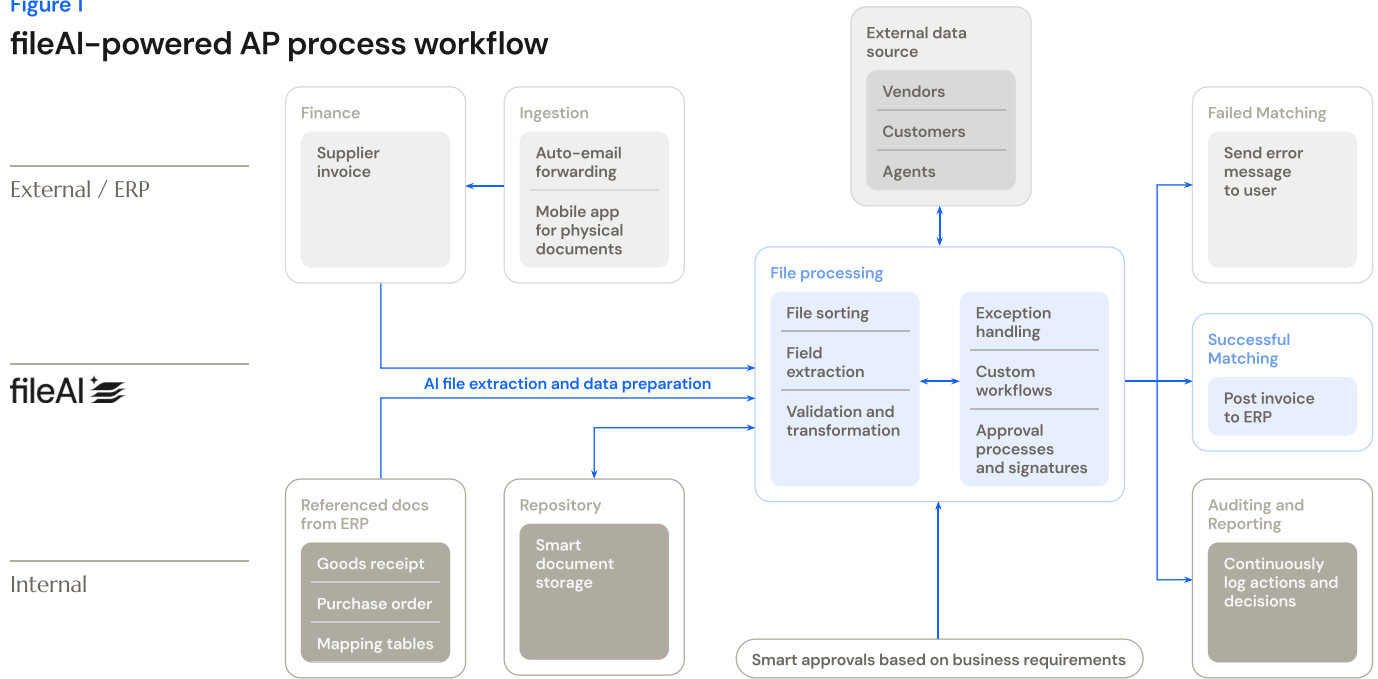 Figure 1
fileAI-powered AP process workflow
External / ERP
fileAI
Internal
Finance
Supplier
invoice
Ingestion
Auto-email
forwarding
Mobile app
for physical
documents
External data
source
Vendors
Customers
Agents
Failed Matching
Send error
message
to user
AI file extraction and data preparation
File processing
File sorting
Field
extraction
Validation and
transformation
Exception
handling
Custom
workflows
Approval
processes
and signatures
Successful
Matching
Post invoice
to ERP
Referenced docs
from ERP
Goods receipt
Purchase order
Mapping tables
Repository
Smart
document
storage
Smart approvals based on business requirements
Auditing and
Reporting
Continuously
log actions and
decisions